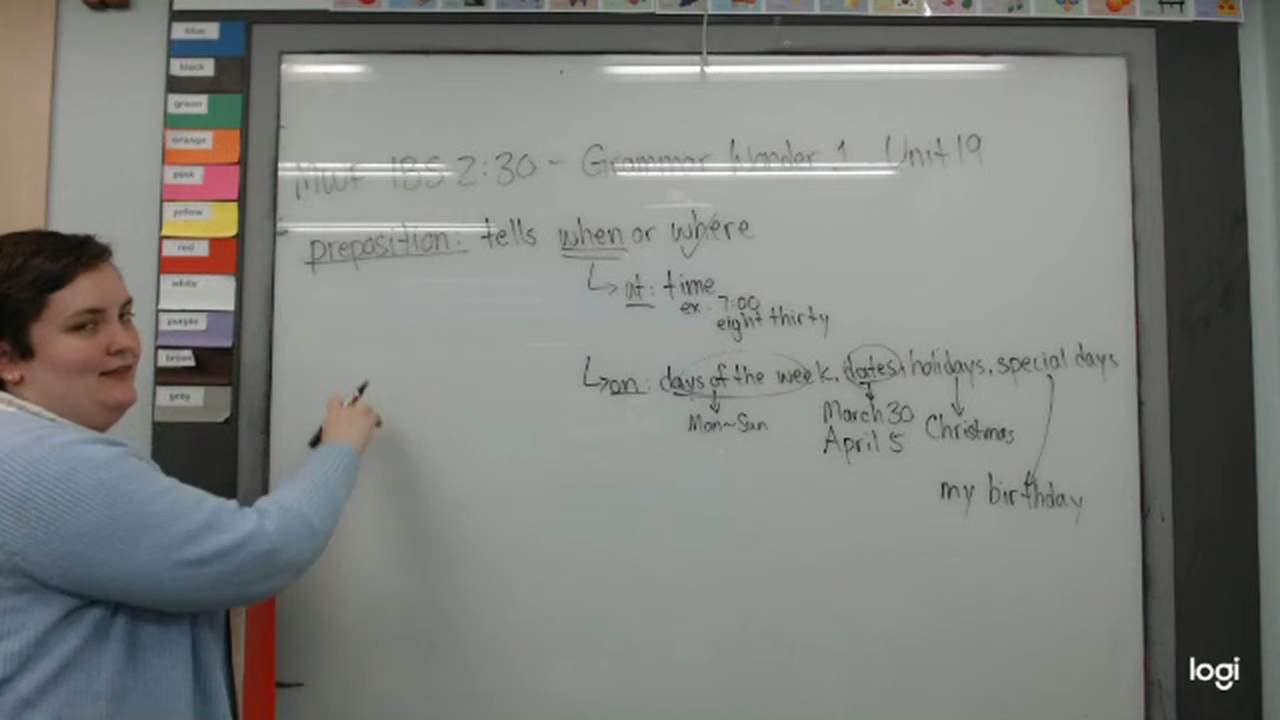 blue
black
green
orange
pink
yellow
red
white
purple
brown
grey
MWF 1B5 2:30 - Grammar Wonder 1 Unit 19
preposition: tells when or where
at: time
ex. 7:00
eight thirty
on: days of the week, dates, holidays, special days
Mon~Sun
March 30
April 5
Christmas
my birthday
logi